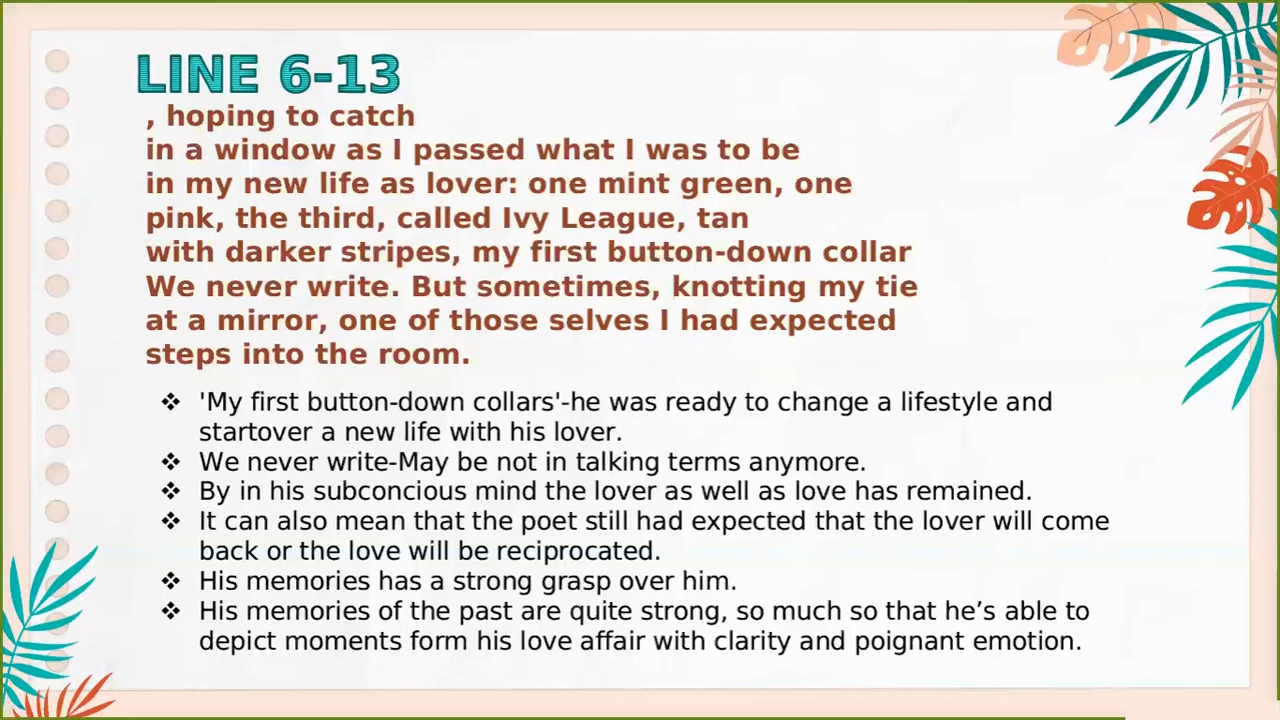 LINE 6-13
, hoping to catch
in a window as I passed what I was to be
in my new life as lover: one mint green, one
pink, the third, called Ivy League, tan
with darker stripes, my first button-down collar
We never write. But sometimes, knotting my tie
at a mirror, one of those selves I had expected
steps into the room.
❖ 'My first button-down collars'-he was ready to change a lifestyle and
startover a new life with his lover.
❖ We never write-May be not in talking terms anymore.
❖ By in his subconcious mind the lover as well as love has remained.
❖ It can also mean that the poet still had expected that the lover will come
back or the love will be reciprocated.
❖ His memories has a strong grasp over him.
❖ His memories of the past are quite strong, so much so that he’s able to
depict moments form his love affair with clarity and poignant emotion.